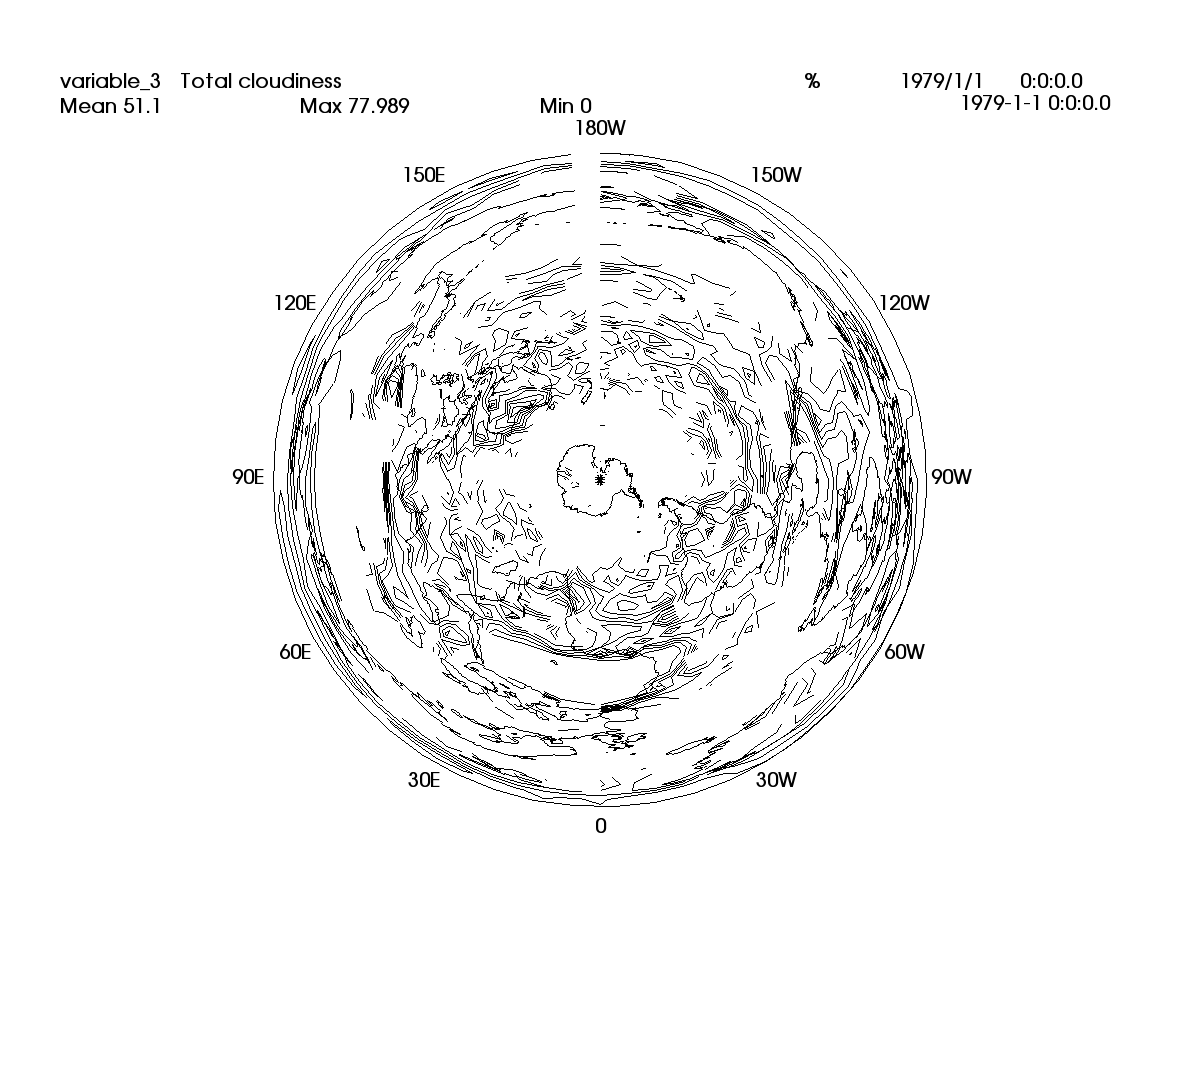 variable_3 Total cloudiness % 1979/1/1 0:0:0.0
Mean 51.1 Max 77.989 Min 0 1979-1-1 0:0:0.0
180W
150E 150W
120E 120W
90E 90W
60E 60W
30E 30W
0